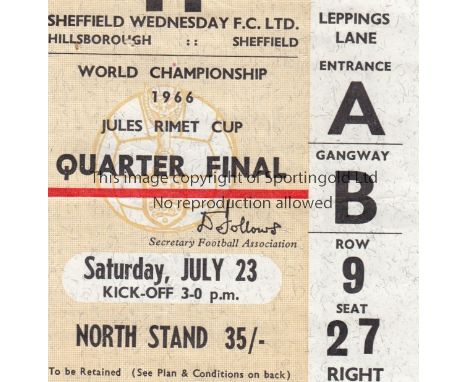 SHEFFIELD WEDNESDAY F.C. LTD.
HILLSBOROUGH :: SHEFFIELD
WORLD CHAMPIONSHIP
1966
JULES RIMET CUP
QUARTER FINAL
This image copyright of Sportingold Ltd
No reproduction allowed
D Follows
Secretary Football Association
Saturday, JULY 23
KICK-OFF 3-0 p.m.
NORTH STAND 35/-
To be Retained (See Plan & Conditions on back)
LEPPINGS
LANE
ENTRANCE
A
GANGWAY
B
ROW
9
SEAT
27
RIGHT